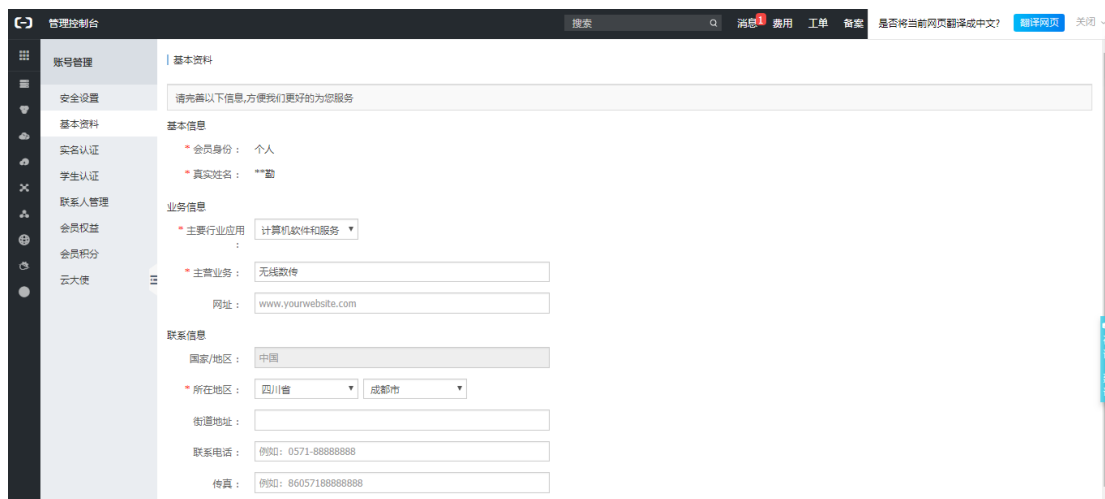 管理控制台 搜索 消息1 费用 工单 备案 是否将当前网页翻译成中文? 翻译网页 关闭
账号管理
安全设置
基本资料
实名认证
学生认证
联系人管理
会员权益
会员积分
云大使
基本资料
请完善以下信息,方便我们更好的为您服务
基本信息
* 会员身份： 个人
* 真实姓名： **勤
业务信息
* 主要行业应用： 计算机软件和服务
* 主营业务： 无线数传
网址： www.yourwebsite.com
联系信息
国家/地区： 中国
* 所在地区： 四川省 成都市
街道地址：
联系电话： 例如：0571-88888888
传真： 例如：86057188888888